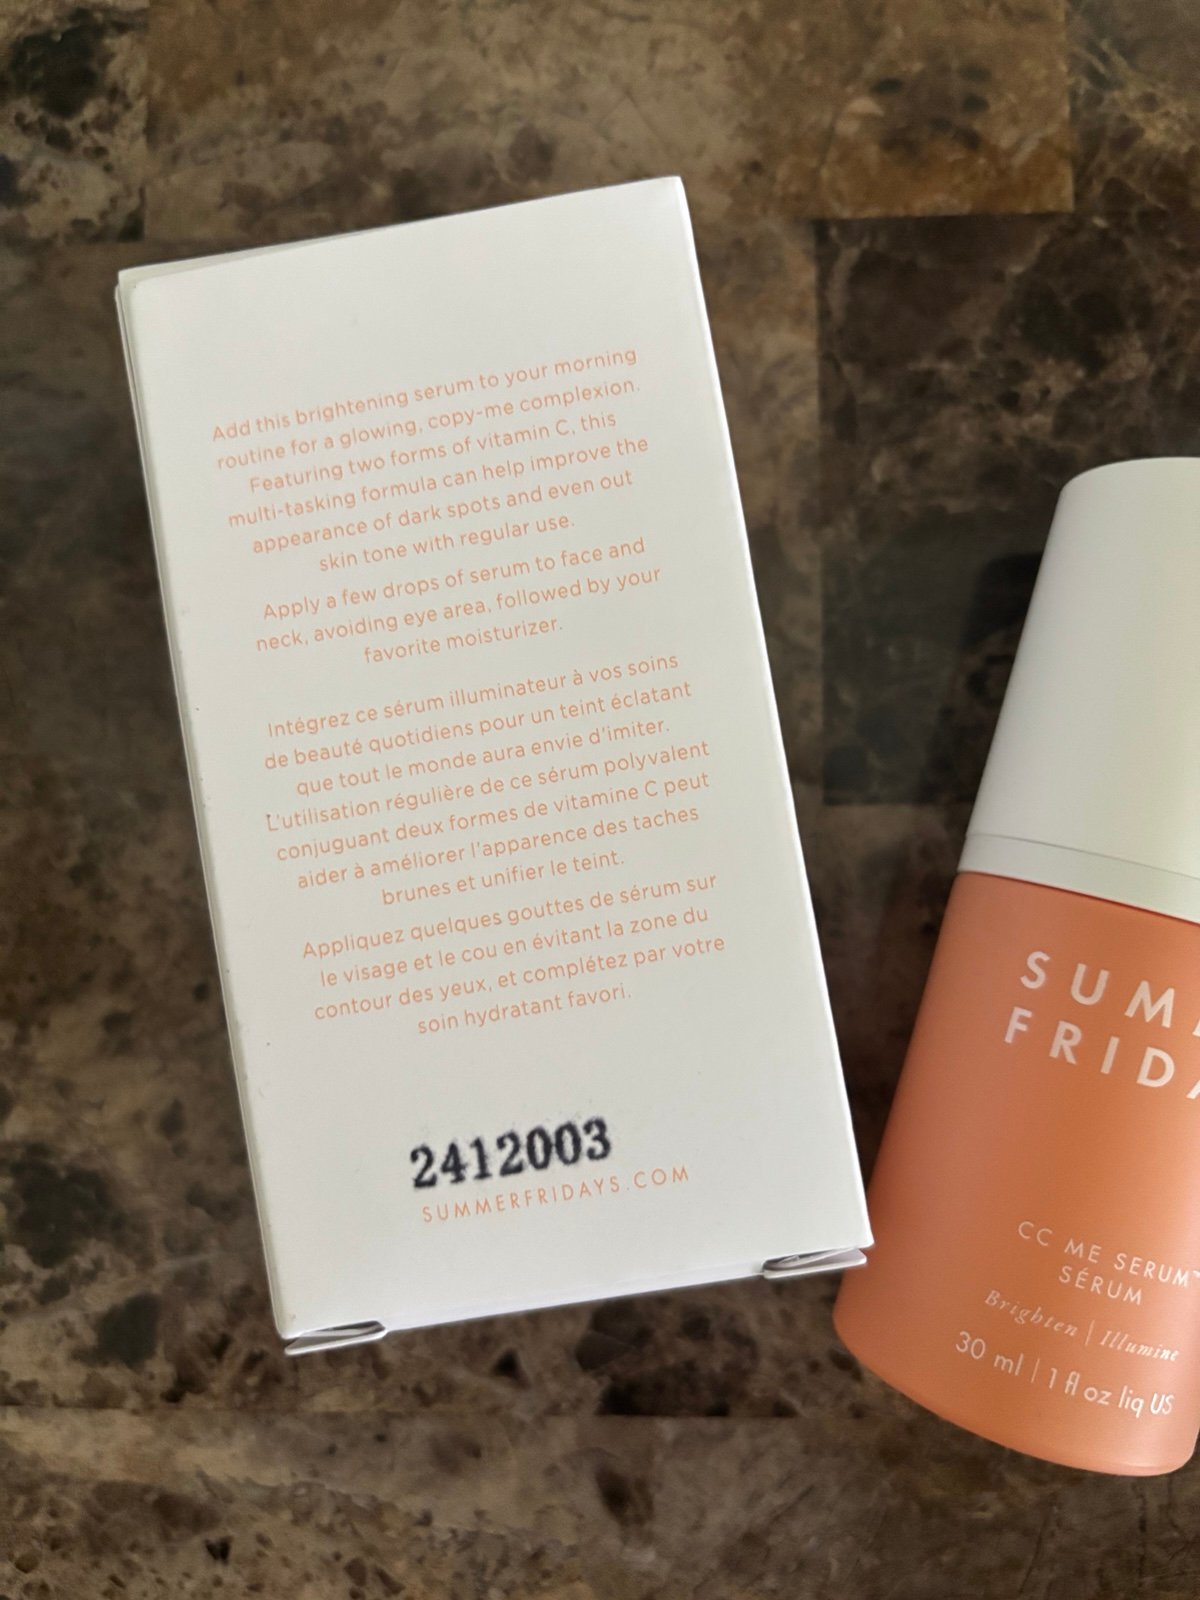 Add this brightening serum to your morning
routine for a glowing, copy-me complexion.
Featuring two forms of vitamin C, this
multi-tasking formula can help improve the
appearance of dark spots and even out
skin tone with regular use.
Apply a few drops of serum to face and
neck, avoiding eye area, followed by your
favorite moisturizer.
Intégrez ce sérum illuminateur à vos soins
de beauté quotidiens pour un teint éclatant
que tout le monde aura envie d'imiter.
L'utilisation régulière de ce sérum polyvalent
conjuguant deux formes de vitamine C peut
aider à améliorer l'apparence des taches
brunes et unifier le teint.
Appliquez quelques gouttes de sérum sur
le visage et le cou en évitant la zone du
contour des yeux, et complétez par votre
soin hydratant favori.
2412003
SUMMERFRIDAYS.COM
SUM
FRIDA
CC ME SERUM™
SÉRUM
Brighten | Illumine
30 ml | 1 fl oz liq US